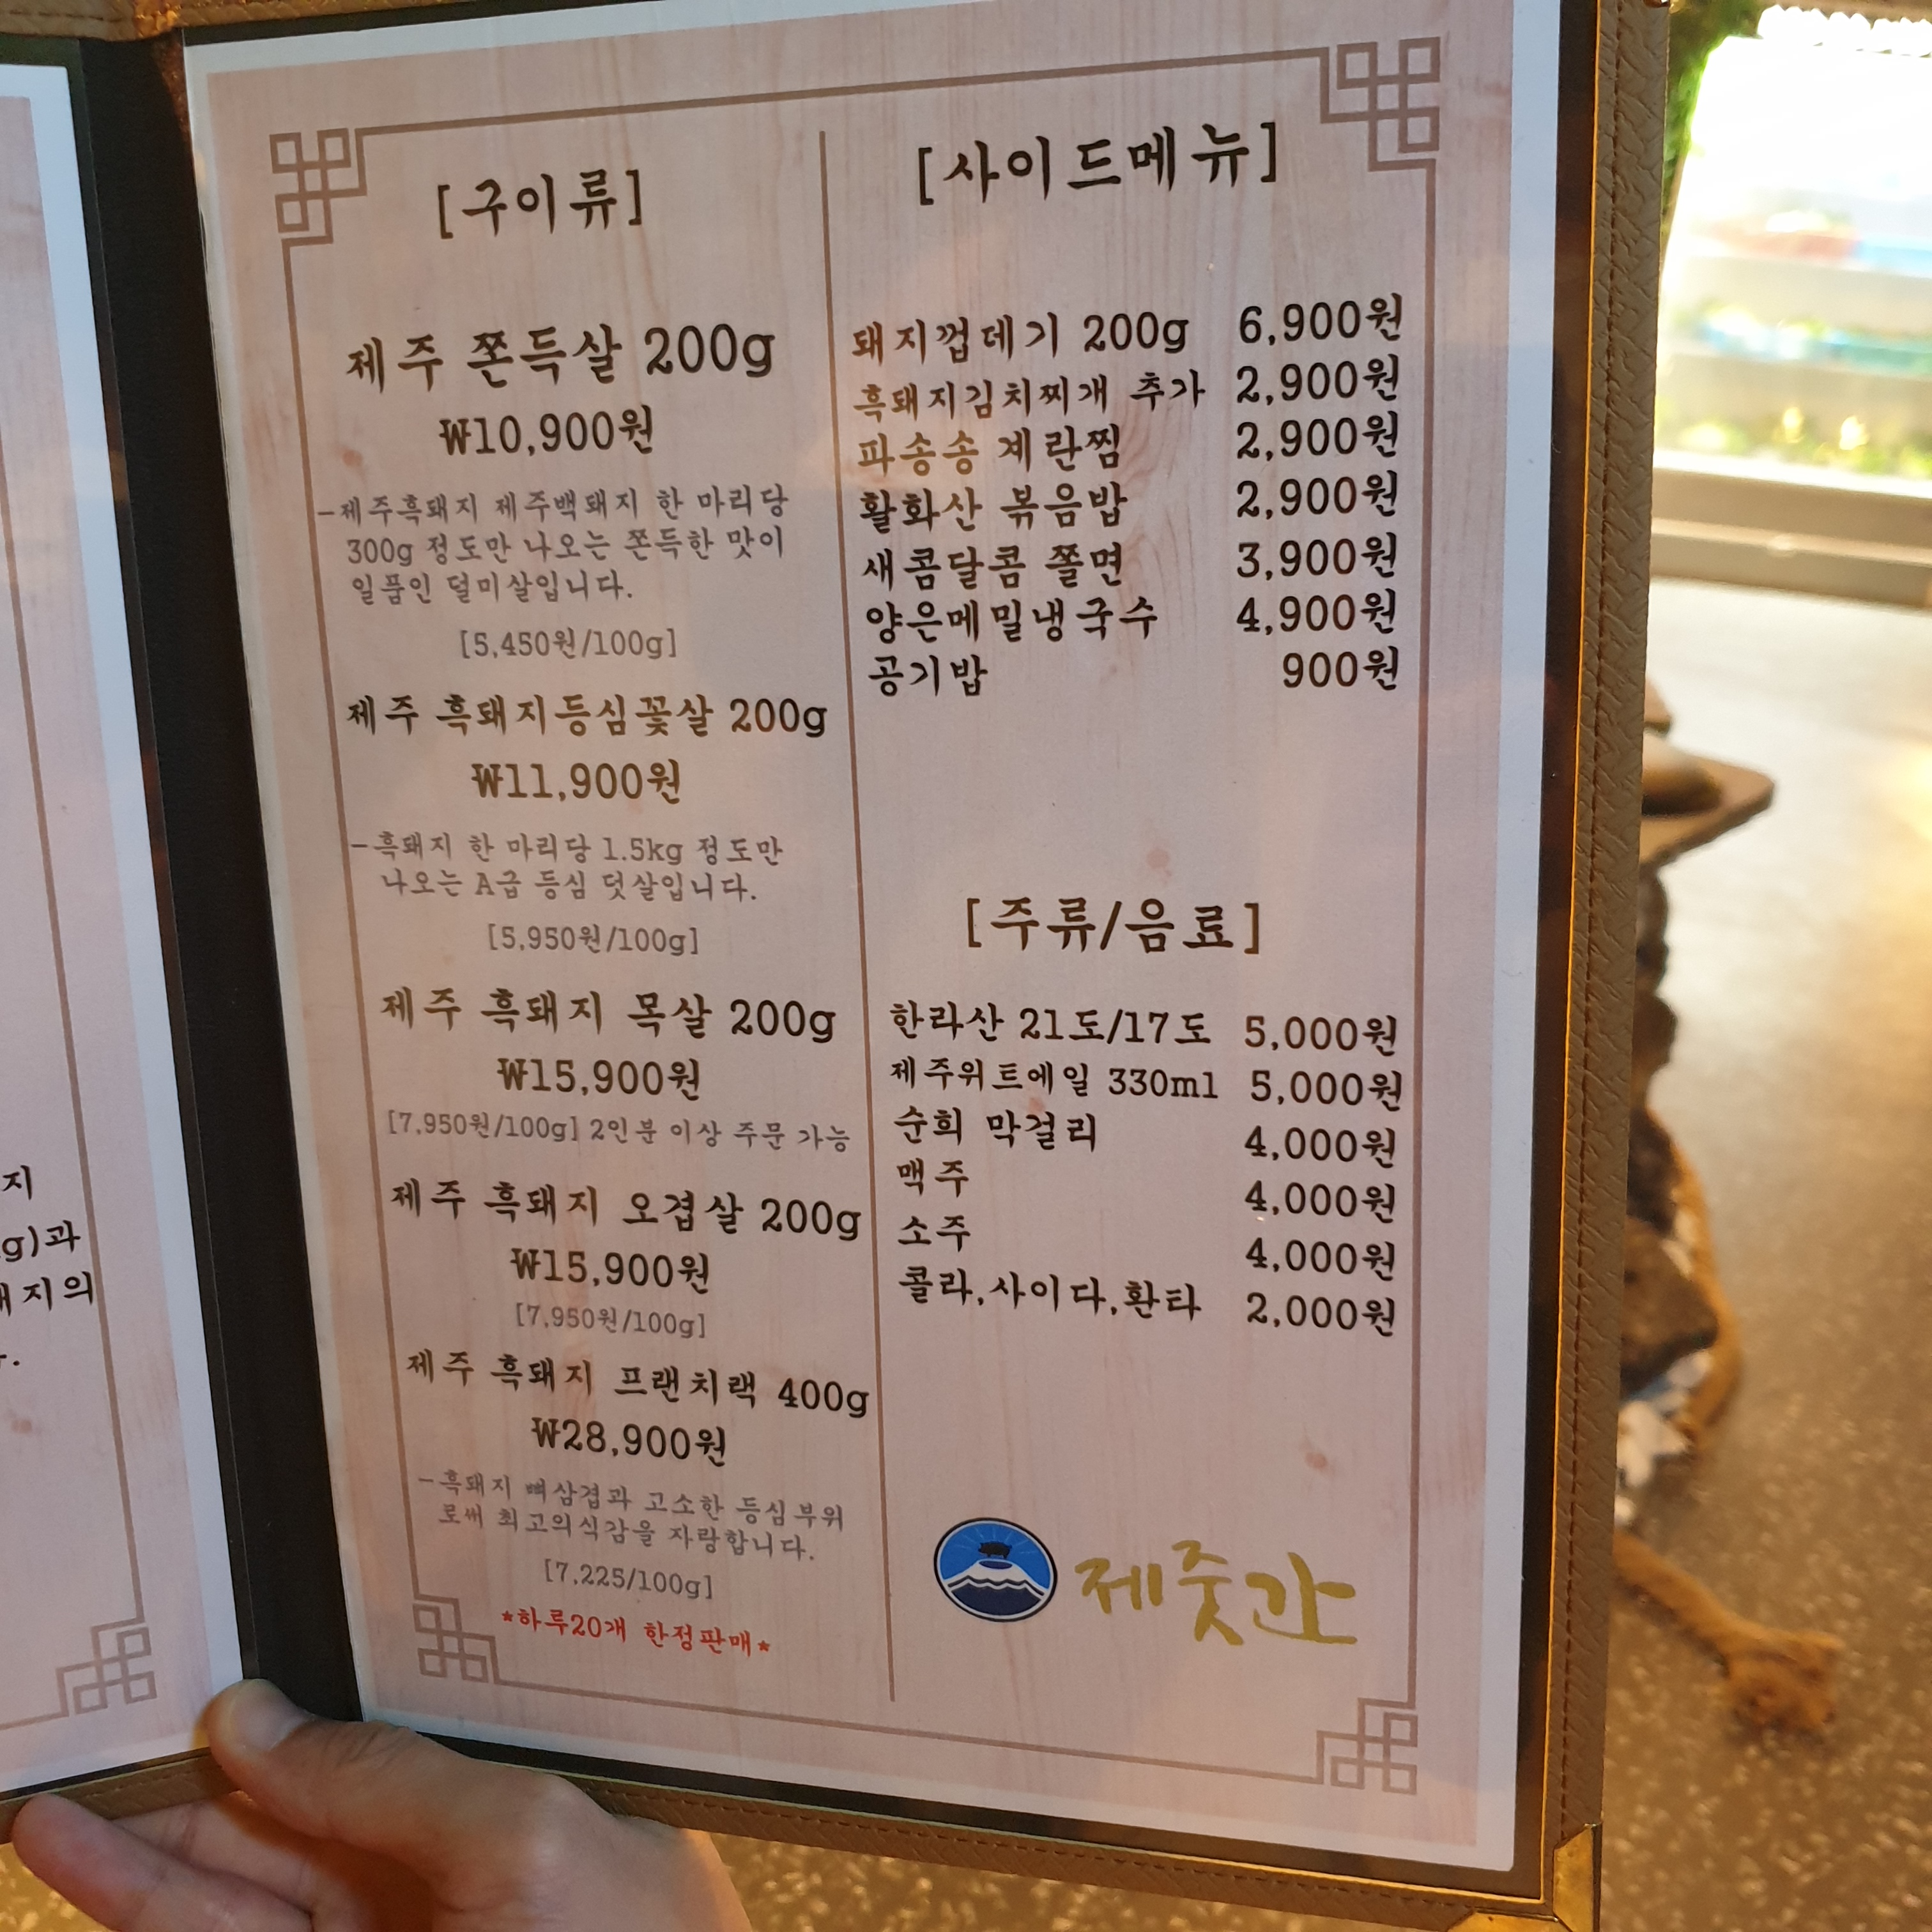 지
g)과
지의
[구이류]
제주 쫀득살 200g
₩10,900원
-제주흑돼지 제주백돼지 한 마리당
300g 정도만 나오는 쫀득한 맛이
일품인 덜미살입니다.
[5,450원/100g]
제주 흑돼지등심꽃살 200g
₩11,900원
-흑돼지 한 마리당 1.5kg 정도만
나오는 A급 등심 덧살입니다.
[5,950원/100g]
제주 흑돼지 목살 200g
₩15,900원
[7,950원/100g] 2인분 이상 주문 가능
제주 흑돼지 오겹살 200g
₩15,900원
[7,950원/100g]
제주 흑돼지 프랜치랙 400g
₩28,900원
-흑돼지 뼈삼겹과 고소한 등심부위
로써 최고의식감을 자랑합니다.
[7,225/100g]
*하루20개 한정판매*
[사이드메뉴]
돼지껍데기 200g 6,900원
흑돼지김치찌개 추가 2,900원
파송송 계란찜 2,900원
활화산 볶음밥 2,900원
새콤달콤 쫄면 3,900원
양은메밀냉국수 4,900원
공기밥 900원
[주류/음료]
한라산 21도/17도 5,000원
제주위트에일 330ml 5,000원
순희 막걸리 4,000원
맥주 4,000원
소주 4,000원
콜라,사이다,환타 2,000원
제줏간